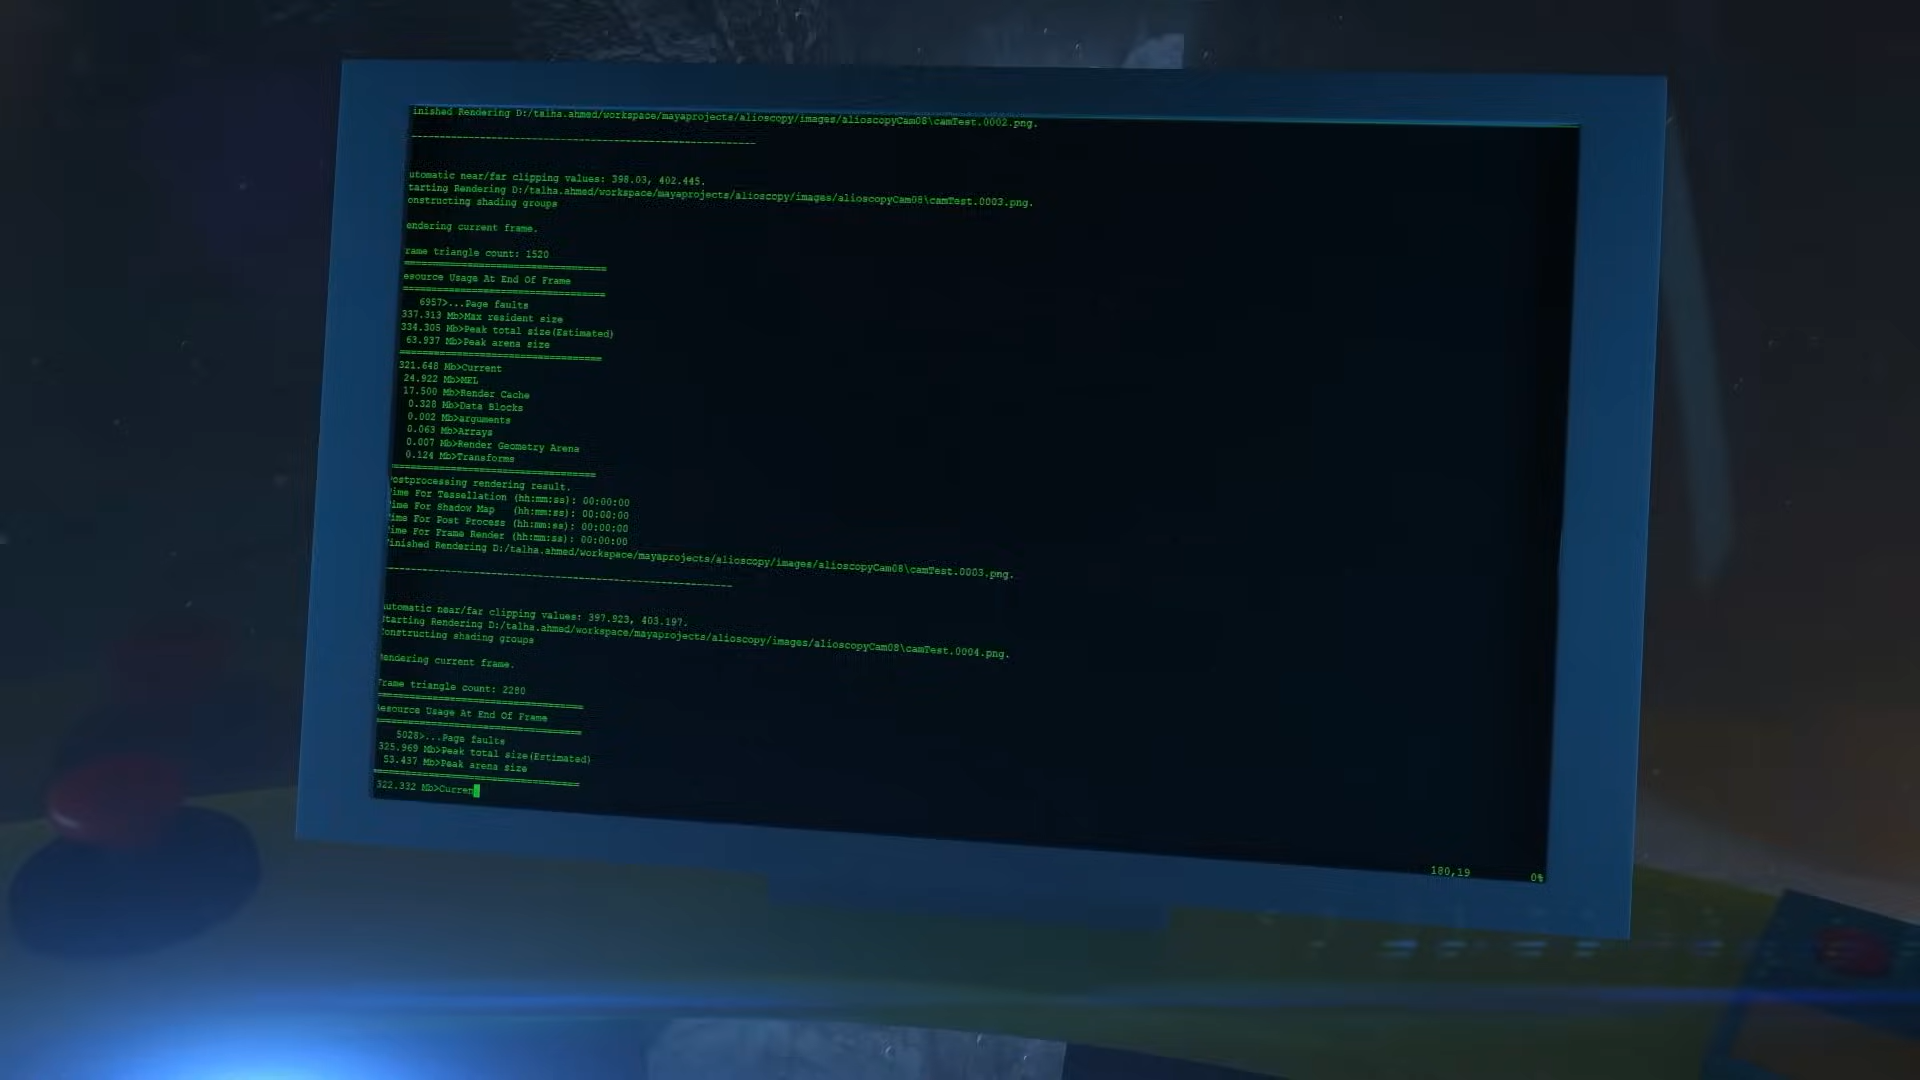 inished Rendering D:/talha.ahmed/workspace/mayaprojects/alioscopy/images/alioscopyCam08\camTest.0002.png.
------------------------------------------------------------
utomatic near/far clipping values: 398.03, 402.445.
tarting Rendering D:/talha.ahmed/workspace/mayaprojects/alioscopy/images/alioscopyCam08\camTest.0003.png.
onstructing shading groups
endering current frame.
rame triangle count: 1520
===================================
esource Usage At End Of Frame
===================================
6957>...Page faults
337.313 Mb>Max resident size
334.305 Mb>Peak total size(Estimated)
63.937 Mb>Peak arena size
===================================
321.648 Mb>Current
24.922 Mb>MEL
17.500 Mb>Render Cache
0.328 Mb>Data Blocks
0.002 Mb>arguments
0.063 Mb>Arrays
0.007 Mb>Render Geometry Arena
0.124 Mb>Transforms
===================================
ostprocessing rendering result.
ime For Tessellation (hh:mm:ss): 00:00:00
ime For Shadow Map (hh:mm:ss): 00:00:00
ime For Post Process (hh:mm:ss): 00:00:00
ime For Frame Render (hh:mm:ss): 00:00:00
Finished Rendering D:/talha.ahmed/workspace/mayaprojects/alioscopy/images/alioscopyCam08\camTest.0003.png.
------------------------------------------------------------
Automatic near/far clipping values: 397.923, 403.197.
Starting Rendering D:/talha.ahmed/workspace/mayaprojects/alioscopy/images/alioscopyCam08\camTest.0004.png.
Constructing shading groups
Rendering current frame.
Frame triangle count: 2280
===================================
Resource Usage At End Of Frame
===================================
5028>...Page faults
325.969 Mb>Peak total size(Estimated)
53.437 Mb>Peak arena size
===================================
322.332 Mb>Curren
180,19 0%